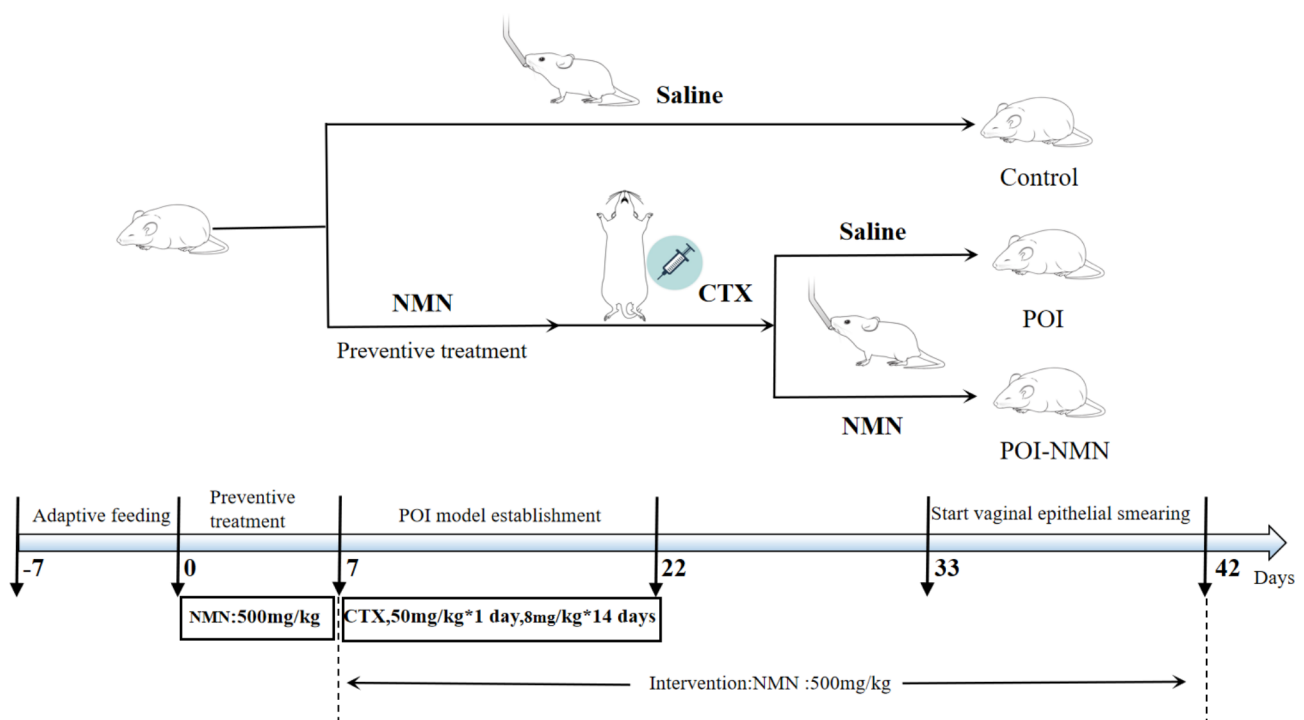 Saline
Control
Saline
NMN
CTX
POI
Preventive treatment
NMN
POI-NMN
Adaptive feeding
Preventive
treatment
POI model establishment
Start vaginal epithelial smearing
-7
0
7
22
33
42
Days
NMN:500mg/kg
CTX,50mg/kg*1 day,8mg/kg*14 days
Intervention:NMN :500mg/kg